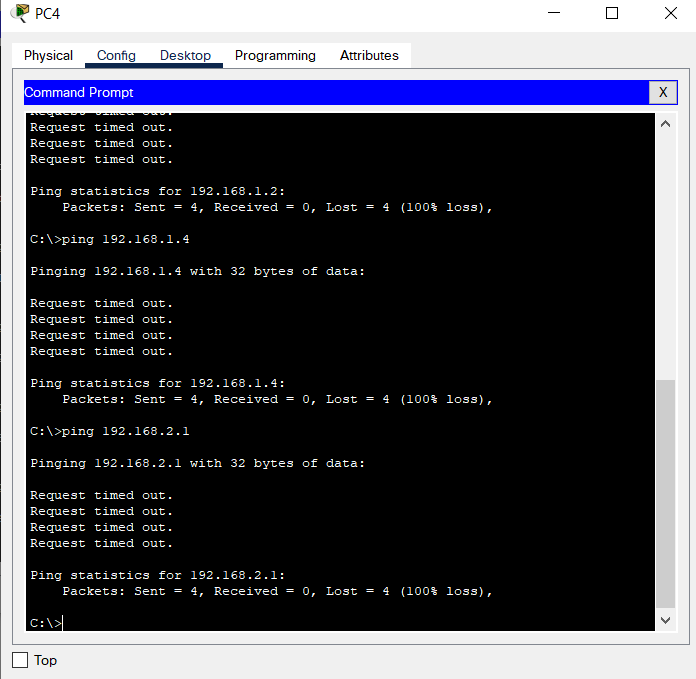 PC4
Physical Config Desktop Programming Attributes
Command Prompt X
Request timed out.
Request timed out.
Request timed out.
Request timed out.
Ping statistics for 192.168.1.2:
Packets: Sent = 4, Received = 0, Lost = 4 (100% loss),
C:\>ping 192.168.1.4
Pinging 192.168.1.4 with 32 bytes of data:
Request timed out.
Request timed out.
Request timed out.
Request timed out.
Ping statistics for 192.168.1.4:
Packets: Sent = 4, Received = 0, Lost = 4 (100% loss),
C:\>ping 192.168.2.1
Pinging 192.168.2.1 with 32 bytes of data:
Request timed out.
Request timed out.
Request timed out.
Request timed out.
Ping statistics for 192.168.2.1:
Packets: Sent = 4, Received = 0, Lost = 4 (100% loss),
C:\>
Top